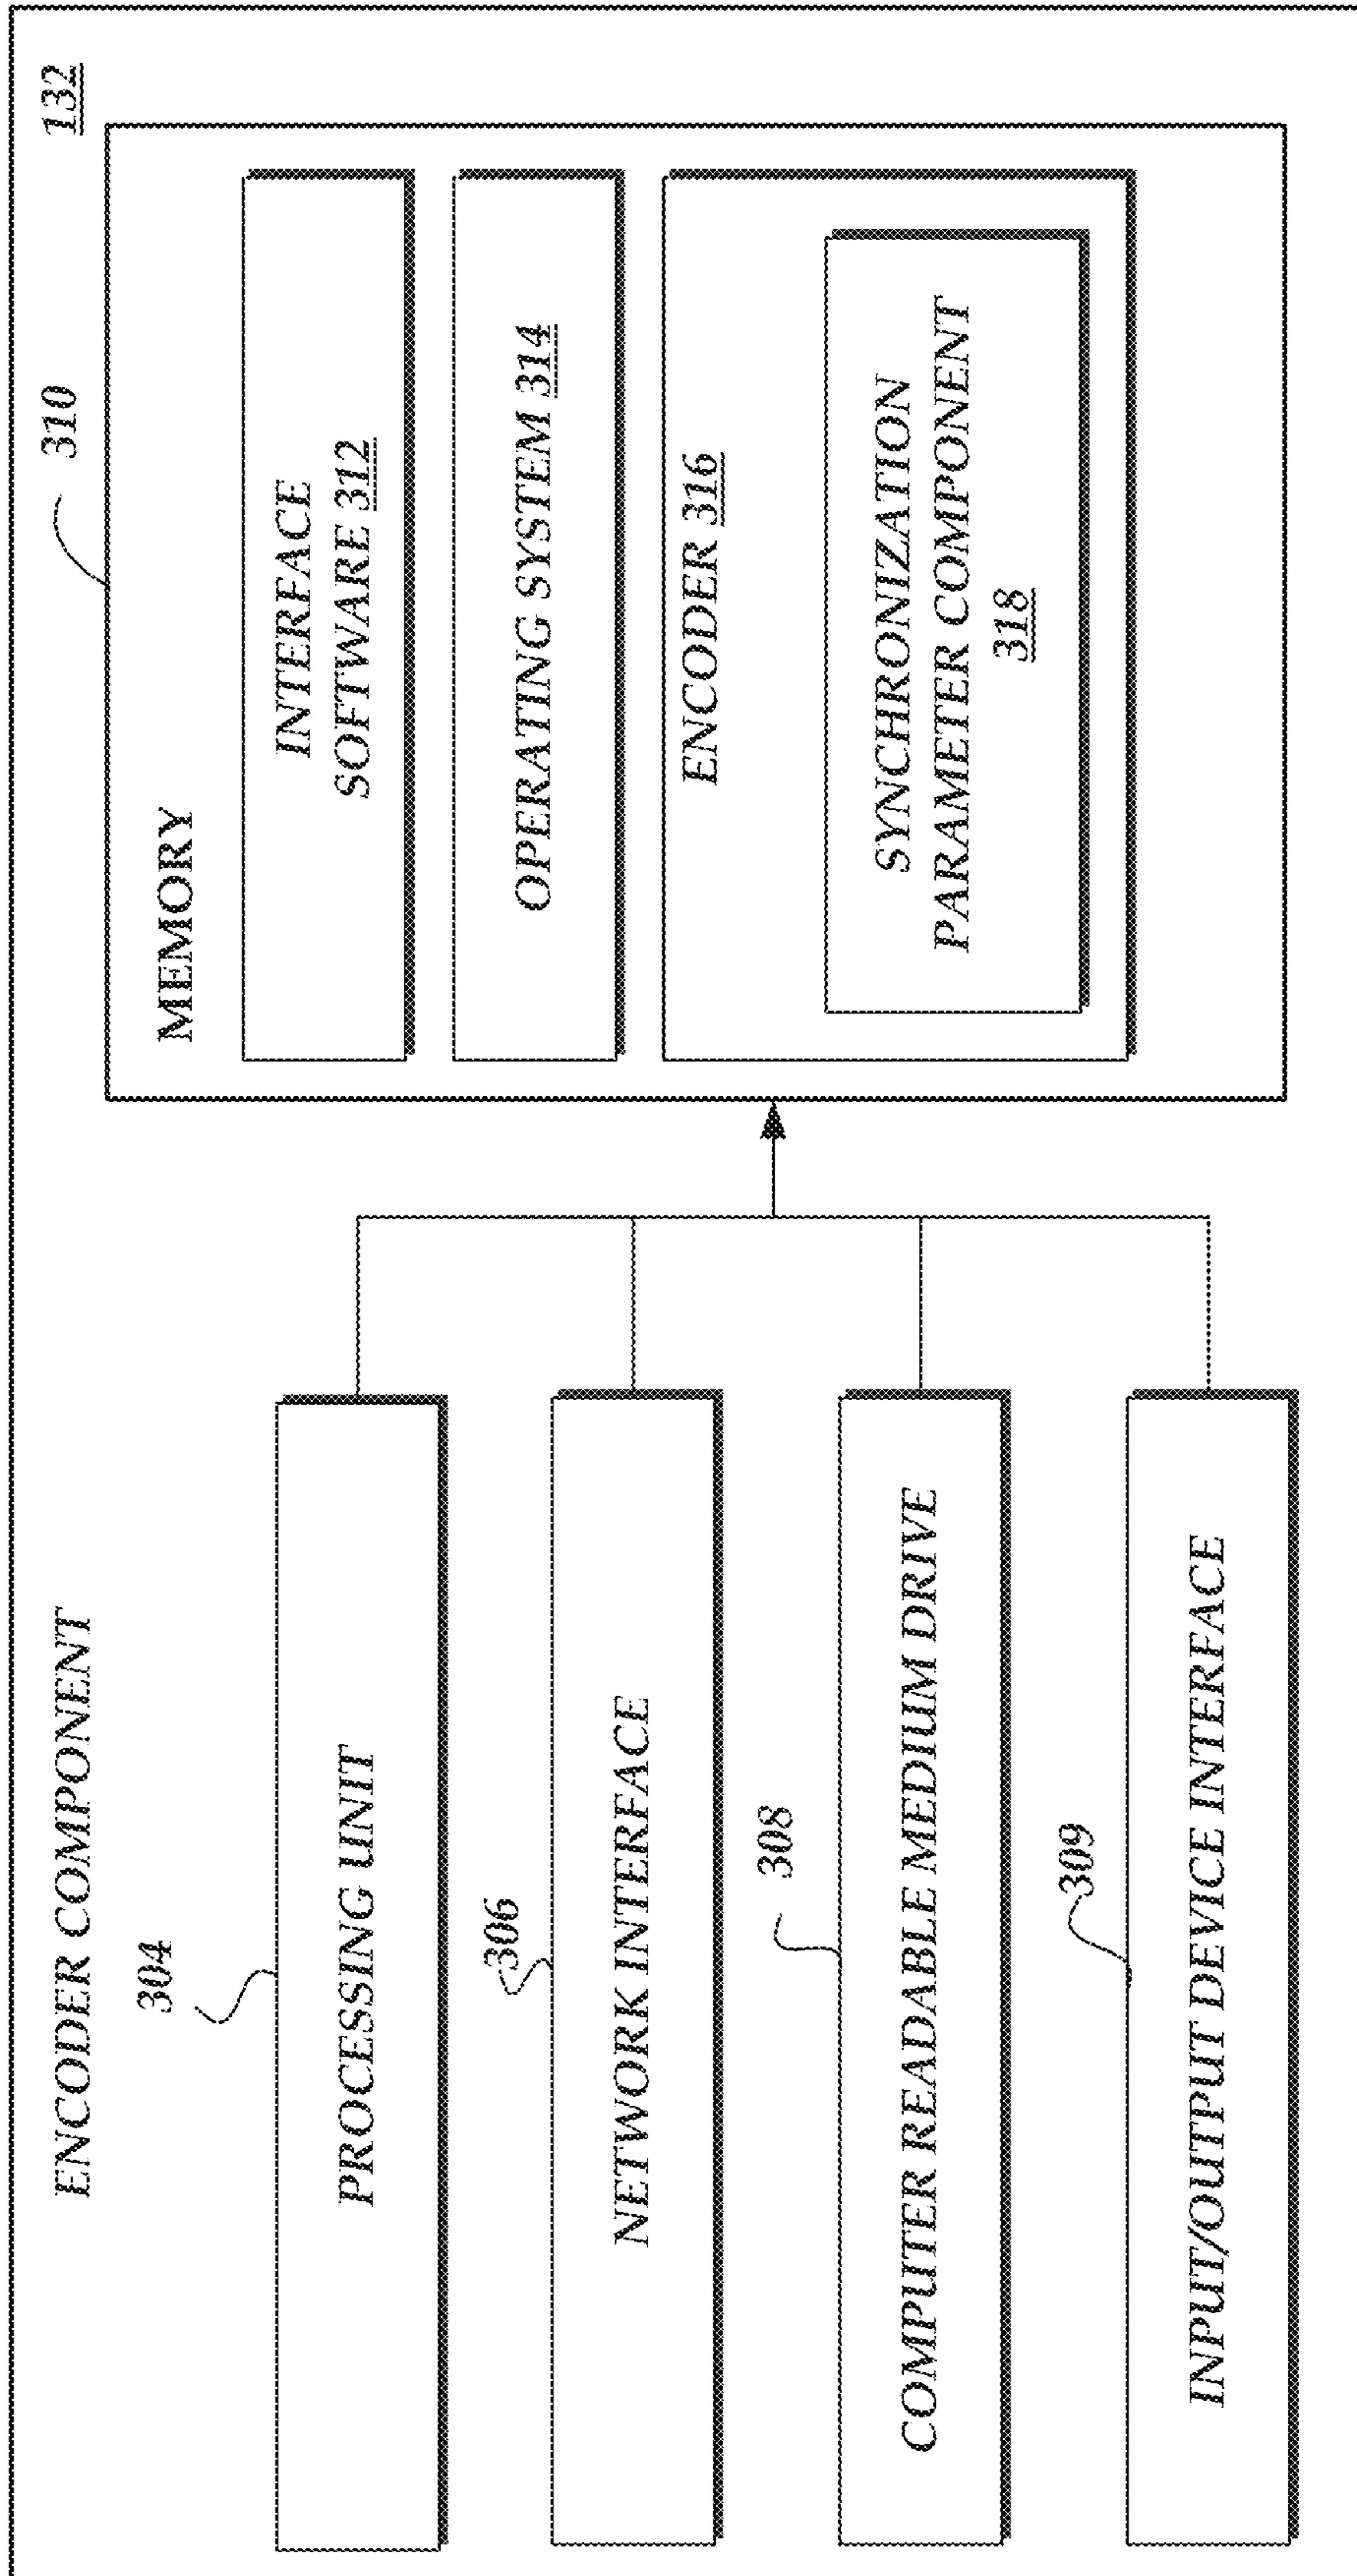 ENCODER COMPONENT
132
304
PROCESSING UNIT
306
NETWORK INTERFACE
308
COMPUTER READABLE MEDIUM DRIVE
309
INPUT/OUTPUT DEVICE INTERFACE
310
MEMORY
INTERFACE
SOFTWARE 312
OPERATING SYSTEM 314
ENCODER 316
SYNCHRONIZATION
PARAMETER COMPONENT
318